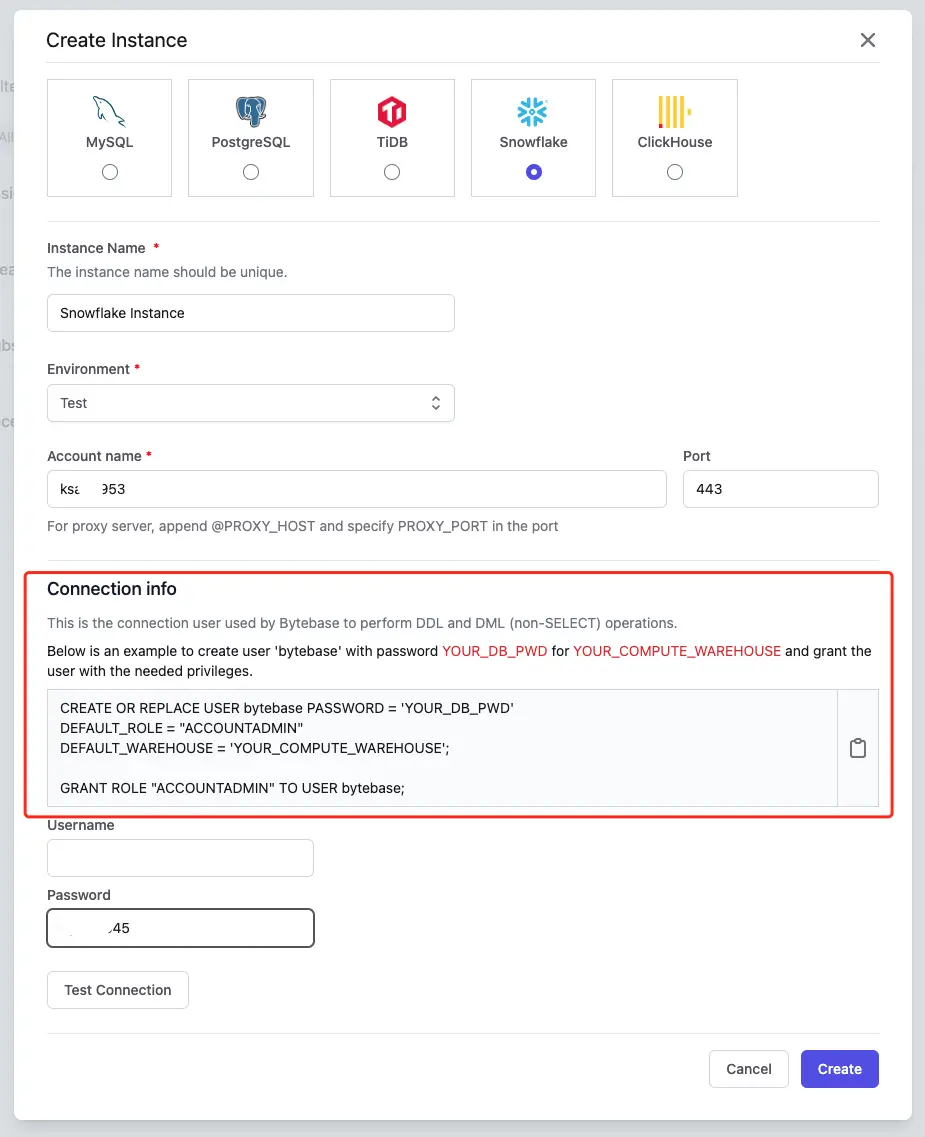 Create Instance
MySQL
PostgreSQL
TiDB
Snowflake
ClickHouse
Instance Name *
The instance name should be unique.
Snowflake Instance
Environment *
Test
Account name *
Port
443
For proxy server, append @PROXY_HOST and specify PROXY_PORT in the port
Connection info
This is the connection user used by Bytebase to perform DDL and DML (non-SELECT) operations.
Below is an example to create user 'bytebase' with password YOUR_DB_PWD for YOUR_COMPUTE_WAREHOUSE and grant the
user with the needed privileges.
CREATE OR REPLACE USER bytebase PASSWORD = 'YOUR_DB_PWD'
DEFAULT_ROLE = "ACCOUNTADMIN"
DEFAULT_WAREHOUSE = 'YOUR_COMPUTE_WAREHOUSE';
GRANT ROLE "ACCOUNTADMIN" TO USER bytebase;
Username
Password
Test Connection
Cancel
Create